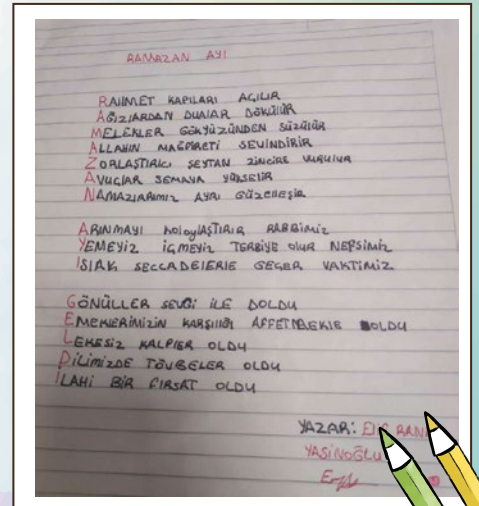 RAMAZAN AYI
RAHMET KAPILARI AÇILIR
AĞIZLARDAN DUALAR DÖKÜLÜR
MELEKLER GÖKYÜZÜNDEN SÜZÜLÜR
ALLAHIN MAĞFİRETİ SEVİNDİRİR
ZORLAŞTIRICI ŞEYTAN ZİNCİRE VURULUR
AVUÇLAR SEMAYA YÜKSELİR
NAMAZLARIMIZ AYRI GÜZELLEŞİR
ARINMAYI KOLAYLAŞTIRIR RABBİMİZ
YEMEYİZ İÇMEYİZ TERBİYE OLUR NEFSİMİZ
ISLAK SECCADELERLE GEÇER VAKTİMİZ
GÖNÜLLER SEVGİ İLE DOLDU
EMEKLERİMİZİN KARŞILIĞI AFFETMEKLE OLDU
LEKESİZ KALPLER OLDU
DİLİMİZDE TÖVBELER OLDU
İLAHİ BİR FIRSAT OLDU
YAZAR: ELİF
YASİNOĞLU